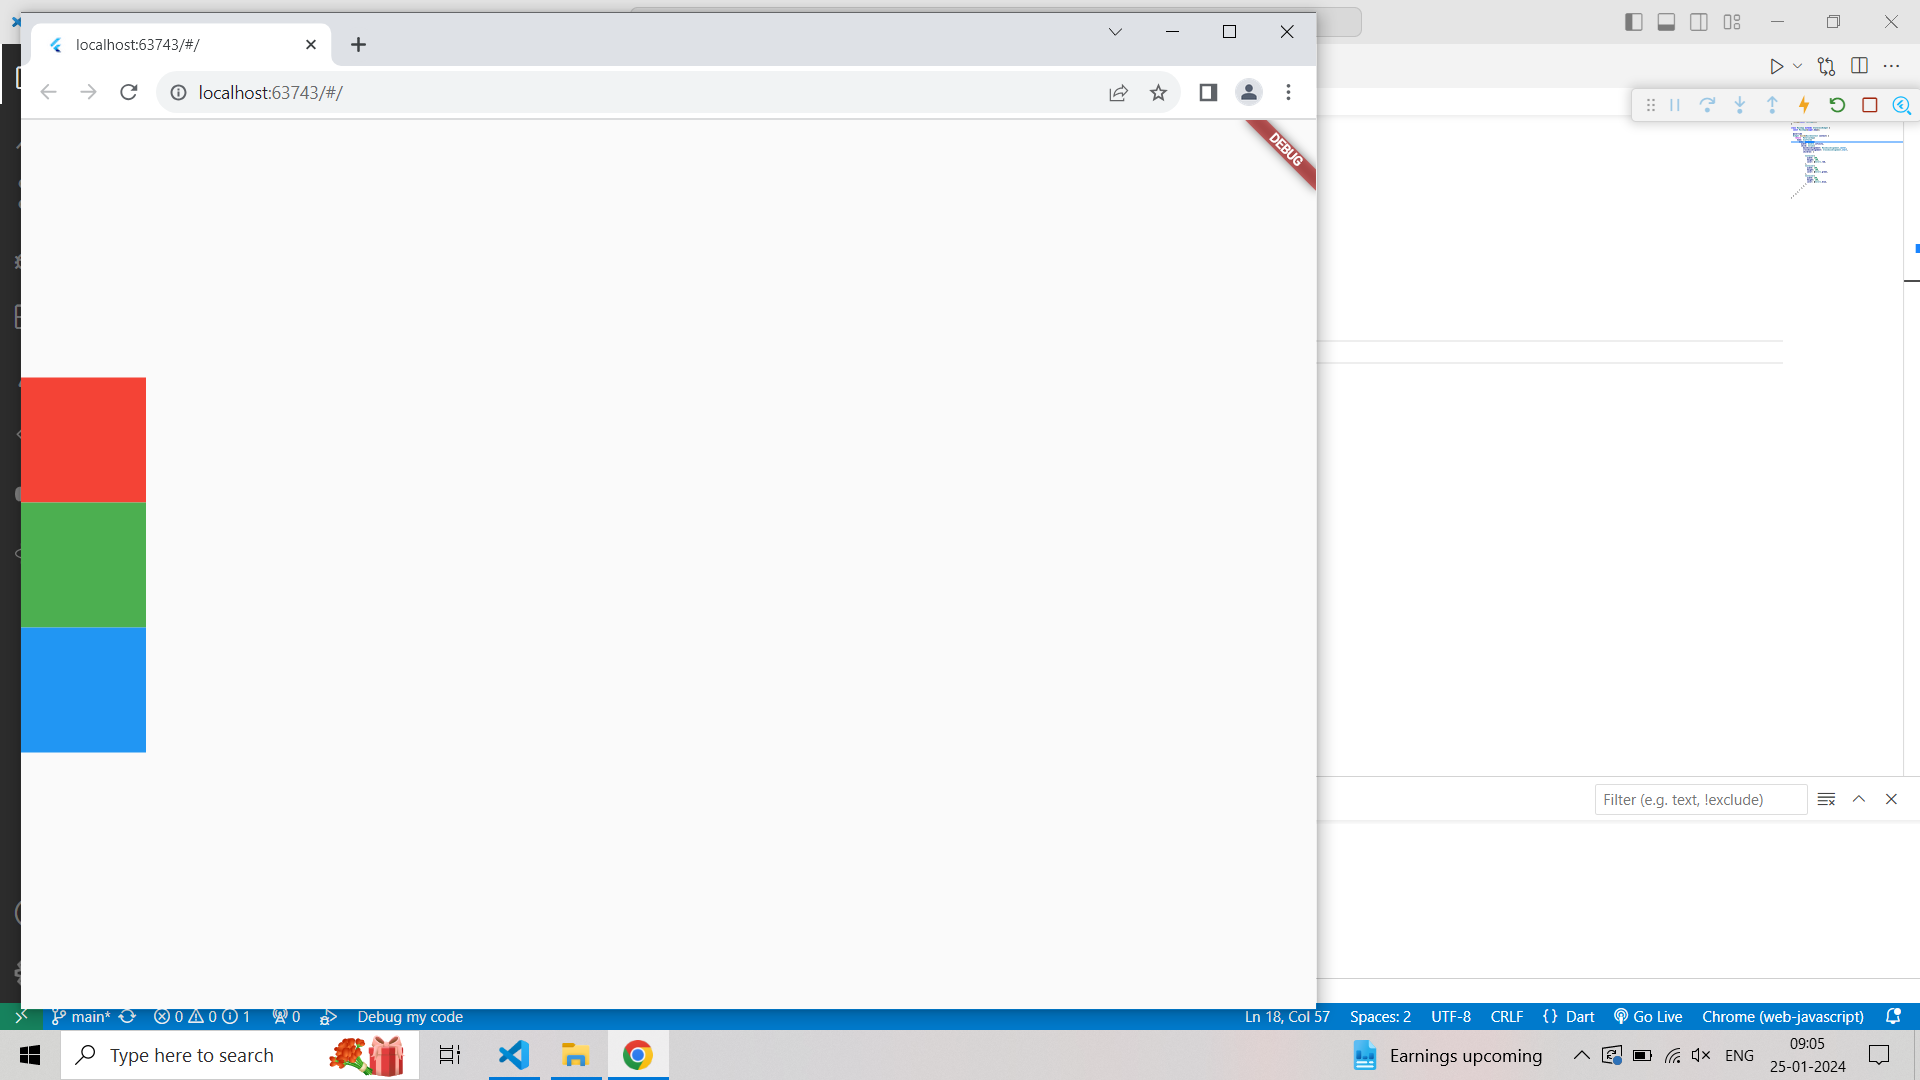 localhost:63743/#/
localhost:63743/#/
DEBUG
Filter (e.g. text, !exclude)
main* 0 0 1 0 Debug my code Ln 18, Col 57 Spaces: 2 UTF-8 CRLF {} Dart Go Live Chrome (web-javascript)
Type here to search Earnings upcoming ENG 09:05
25-01-2024